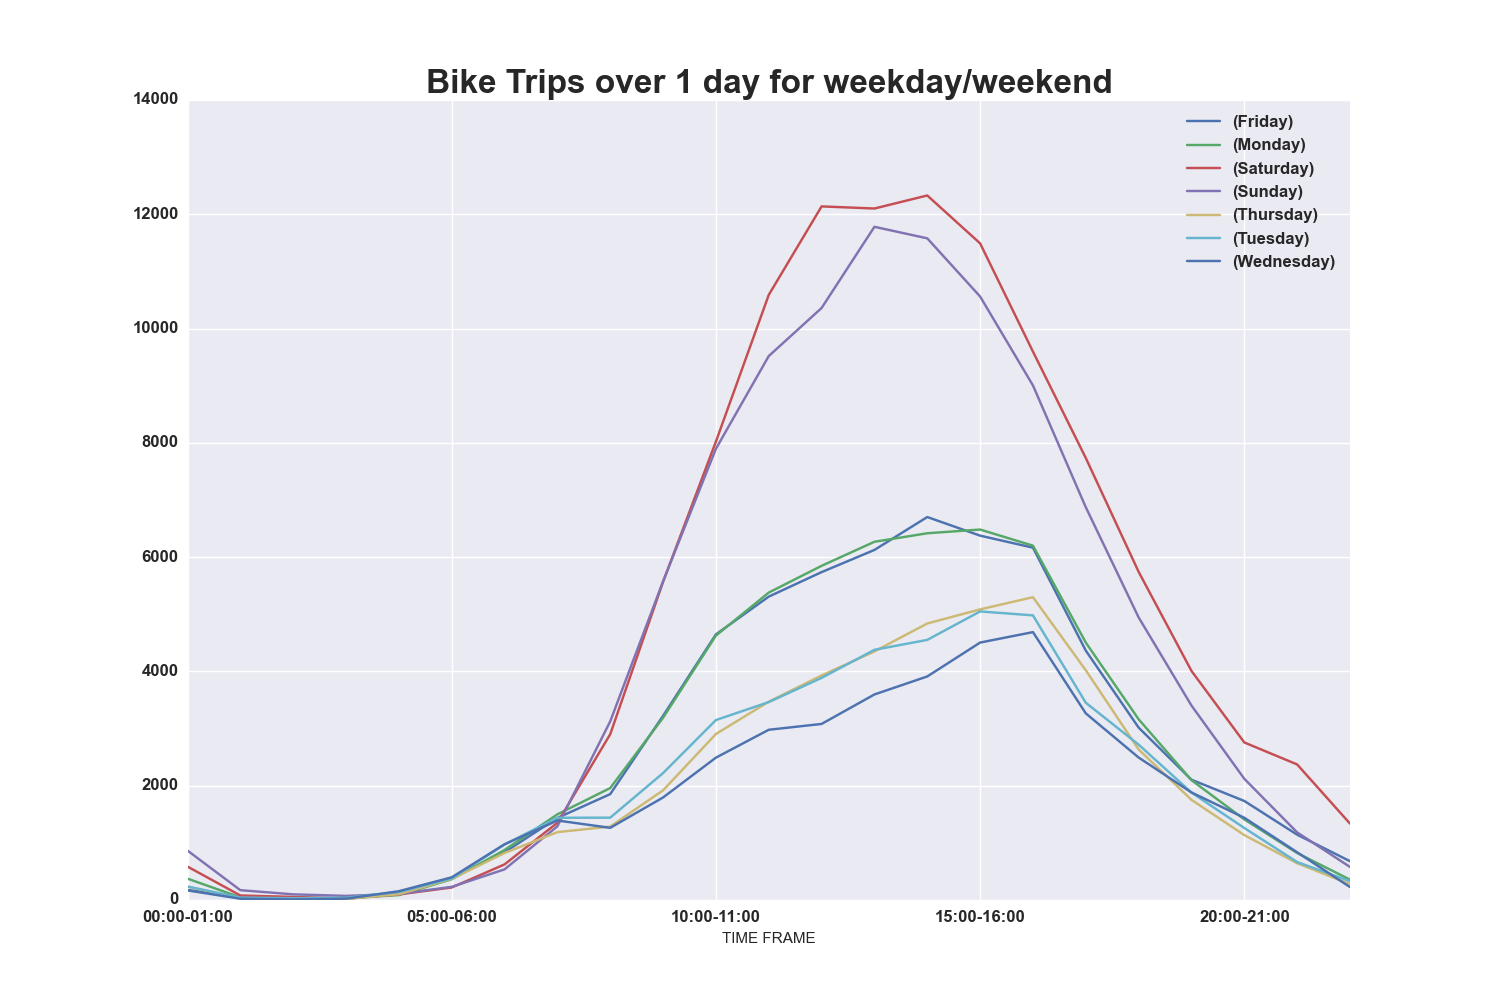 Bike Trips over 1 day for weekday/weekend
14000
12000
10000
8000
6000
4000
2000
0
(Friday)
(Monday)
(Saturday)
(Sunday)
(Thursday)
(Tuesday)
(Wednesday)
00:00-01:00 05:00-06:00 10:00-11:00 15:00-16:00 20:00-21:00
TIME FRAME